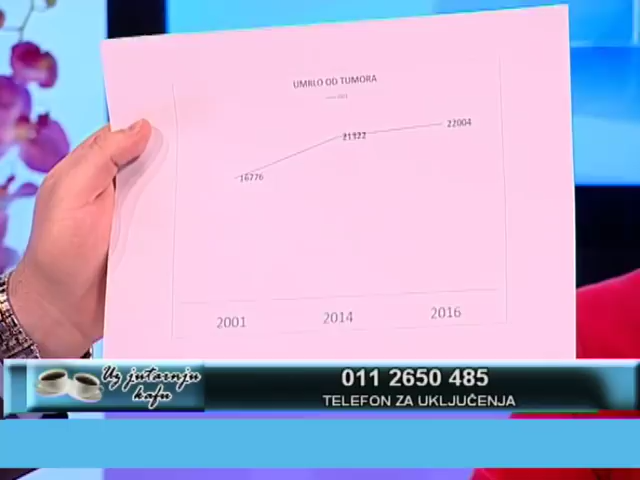 UMRLO OD TUMORA
16776
21322
22004
2001 2014 2016
Uz jutarnju
kafu
011 2650 485
TELEFON ZA UKLJUČENJA